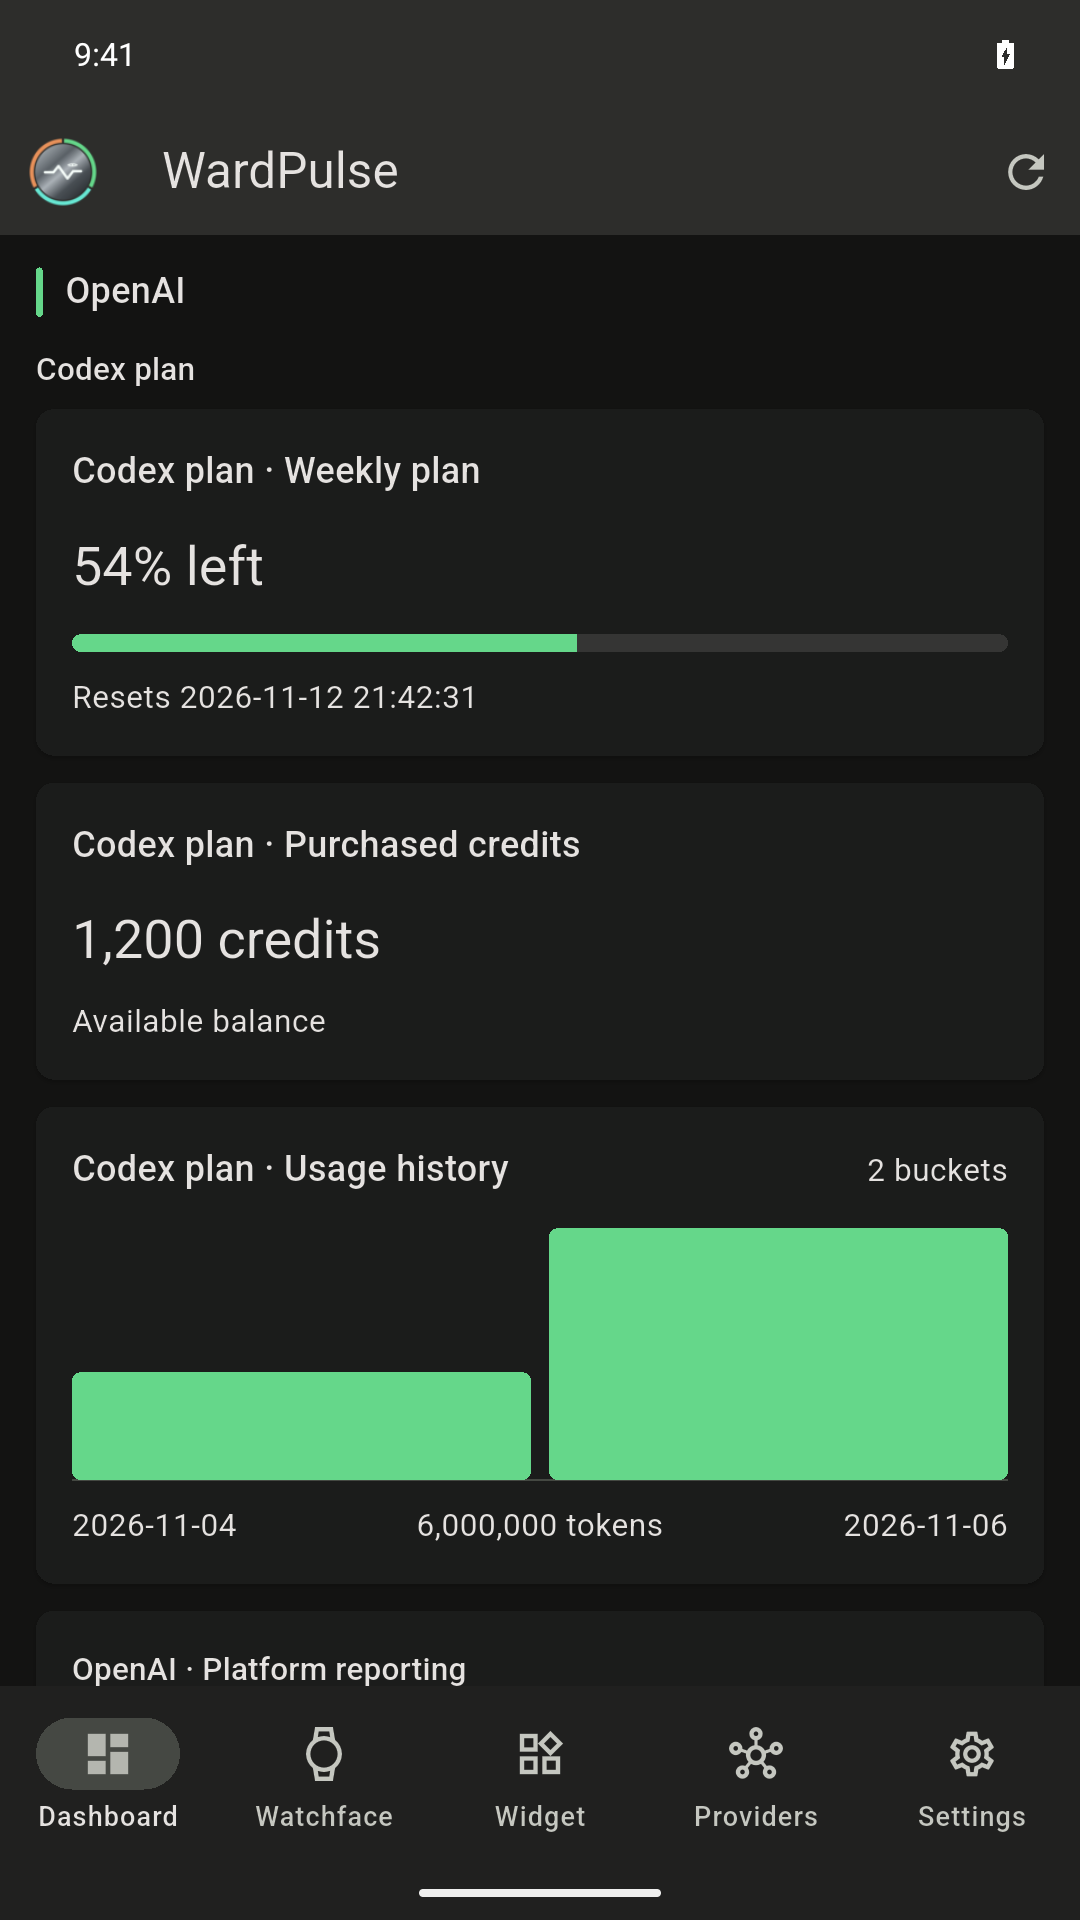 9:41
WardPulse
OpenAI
Codex plan
Codex plan · Weekly plan
54% left
Resets 2026-11-12 21:42:31
Codex plan · Purchased credits
1,200 credits
Available balance
Codex plan · Usage history
2 buckets
2026-11-04 6,000,000 tokens 2026-11-06
OpenAI · Platform reporting
Dashboard Watchface Widget Providers Settings